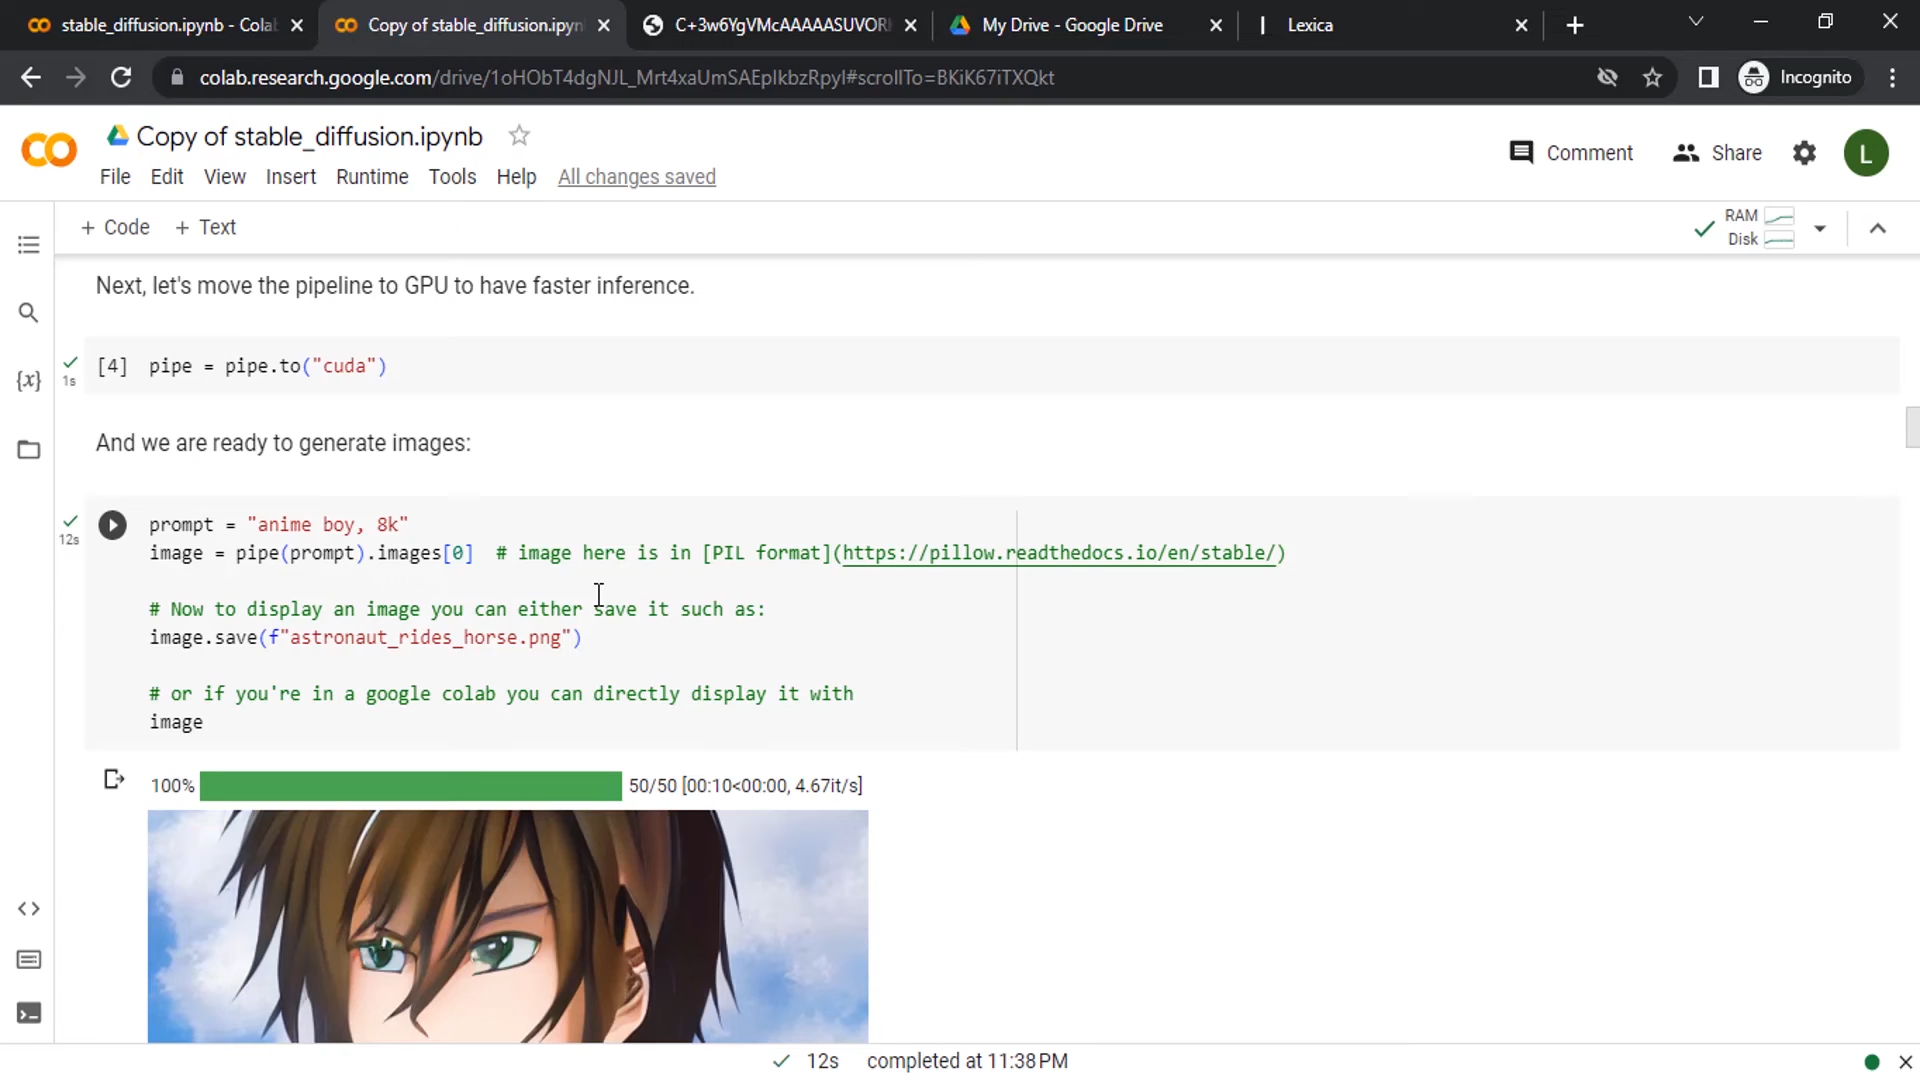 stable_diffusion.ipynb - Cola
Copy of stable_diffusion.ipyn
C+3w6YgVMcAAAAASUVORK
My Drive - Google Drive
Lexica
colab.research.google.com/drive/1oHObT4dgNJL_Mrt4xaUmSAEpIkbzRpyI#scrollTo=BKiK67iTXQkt
Incognito
Copy of stable_diffusion.ipynb
Comment
Share
L
File Edit View Insert Runtime Tools Help All changes saved
+ Code + Text
RAM
Disk
Next, let's move the pipeline to GPU to have faster inference.
[4] pipe = pipe.to("cuda")
1s
And we are ready to generate images:
12s
prompt = "anime boy, 8k"
image = pipe(prompt).images[0] # image here is in [PIL format](https://pillow.readthedocs.io/en/stable/)
# Now to display an image you can either save it such as:
image.save(f"astronaut_rides_horse.png")
# or if you're in a google colab you can directly display it with
image
100% 50/50 [00:10<00:00, 4.67it/s]
12s completed at 11:38 PM